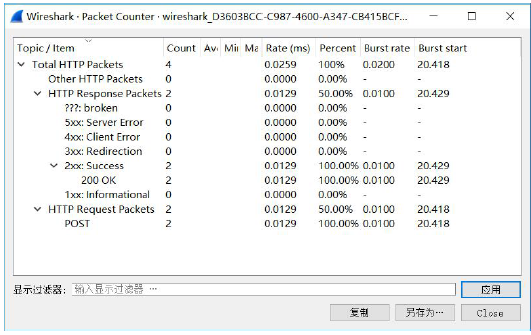 Wireshark · Packet Counter · wireshark_D3603BCC-C987-4600-A347-CB415BCF...
Topic / Item Count Ave Min Ma Rate (ms) Percent Burst rate Burst start
Total HTTP Packets 4 0.0259 100% 0.0200 20.418
Other HTTP Packets 0 0.0000 0.00% - -
HTTP Response Packets 2 0.0129 50.00% 0.0100 20.429
???: broken 0 0.0000 0.00% - -
5xx: Server Error 0 0.0000 0.00% - -
4xx: Client Error 0 0.0000 0.00% - -
3xx: Redirection 0 0.0000 0.00% - -
2xx: Success 2 0.0129 100.00% 0.0100 20.429
200 OK 2 0.0129 100.00% 0.0100 20.429
1xx: Informational 0 0.0000 0.00% - -
HTTP Request Packets 2 0.0129 50.00% 0.0100 20.418
POST 2 0.0129 100.00% 0.0100 20.418
显示过滤器: 输入显示过滤器 … 应用
复制 另存为… Close